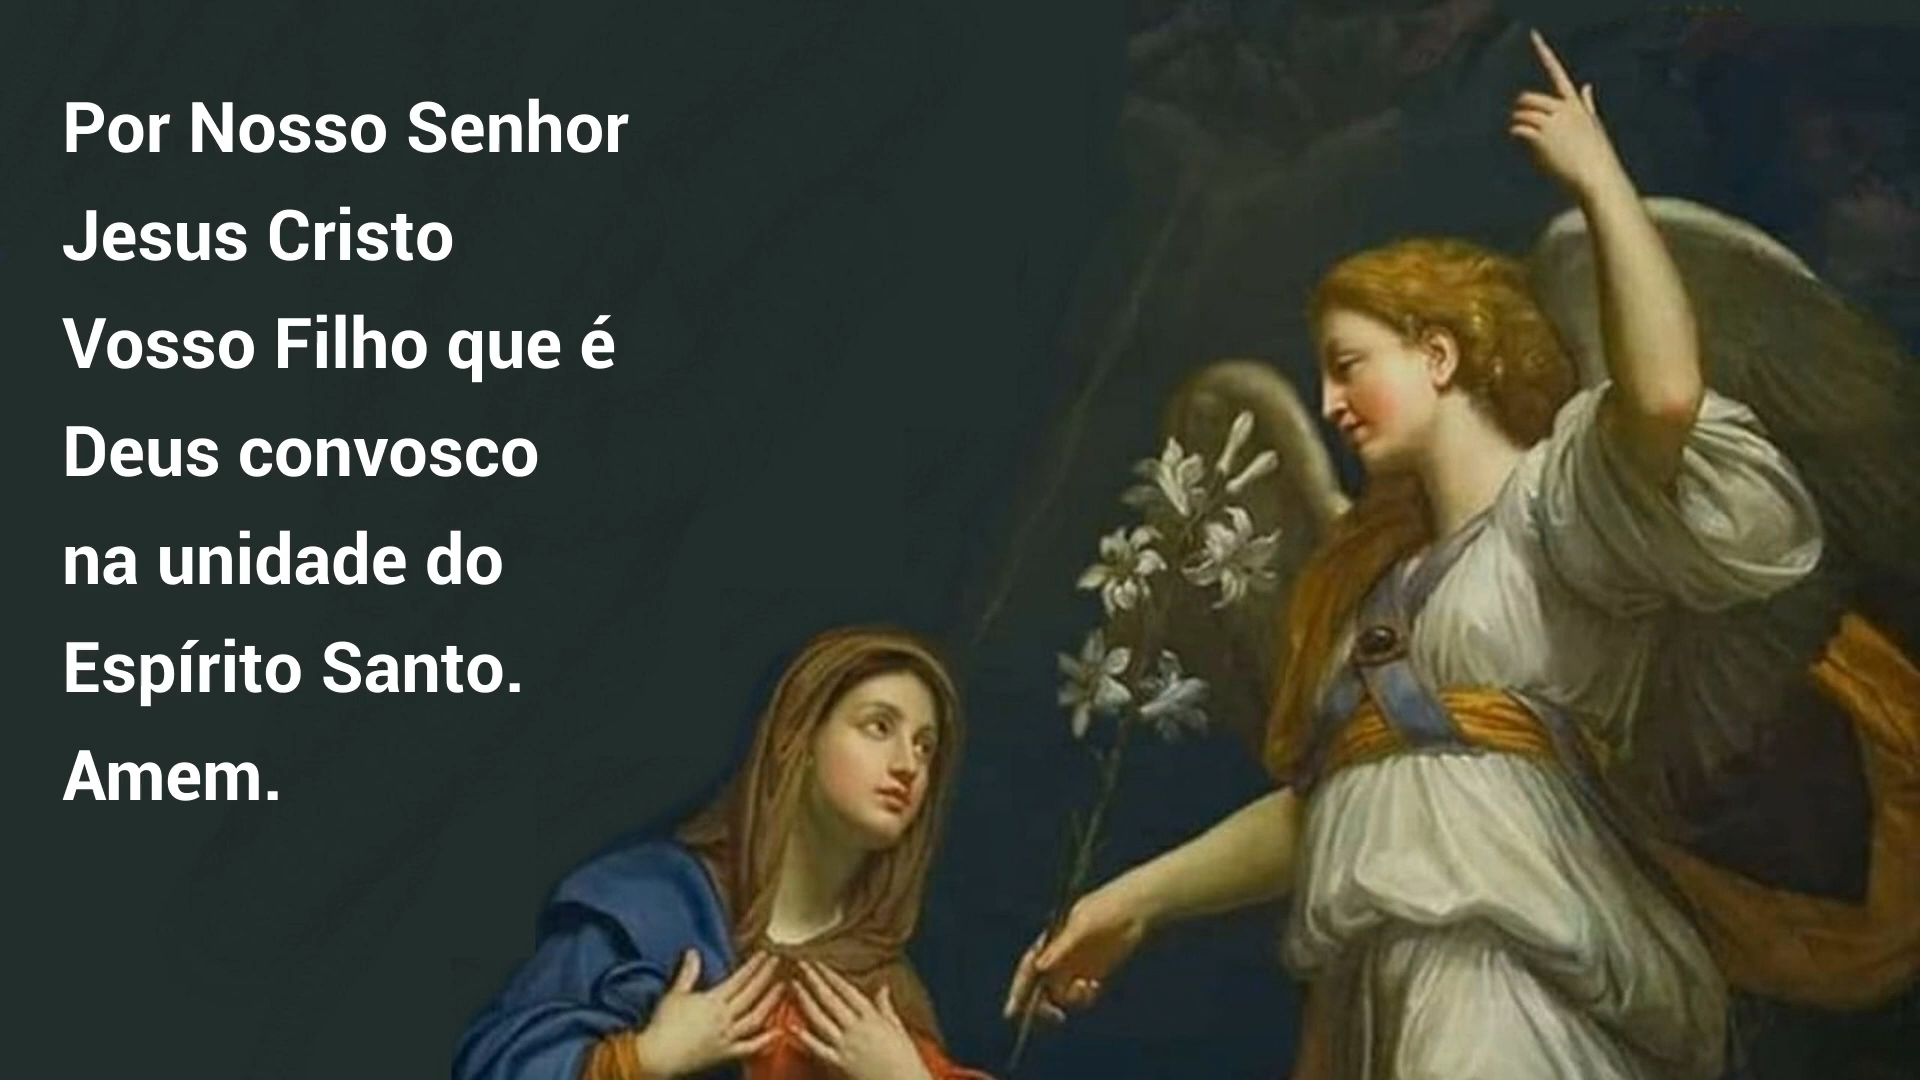 Por Nosso Senhor
Jesus Cristo
Vosso Filho que é
Deus convosco
na unidade do
Espírito Santo.
Amem.